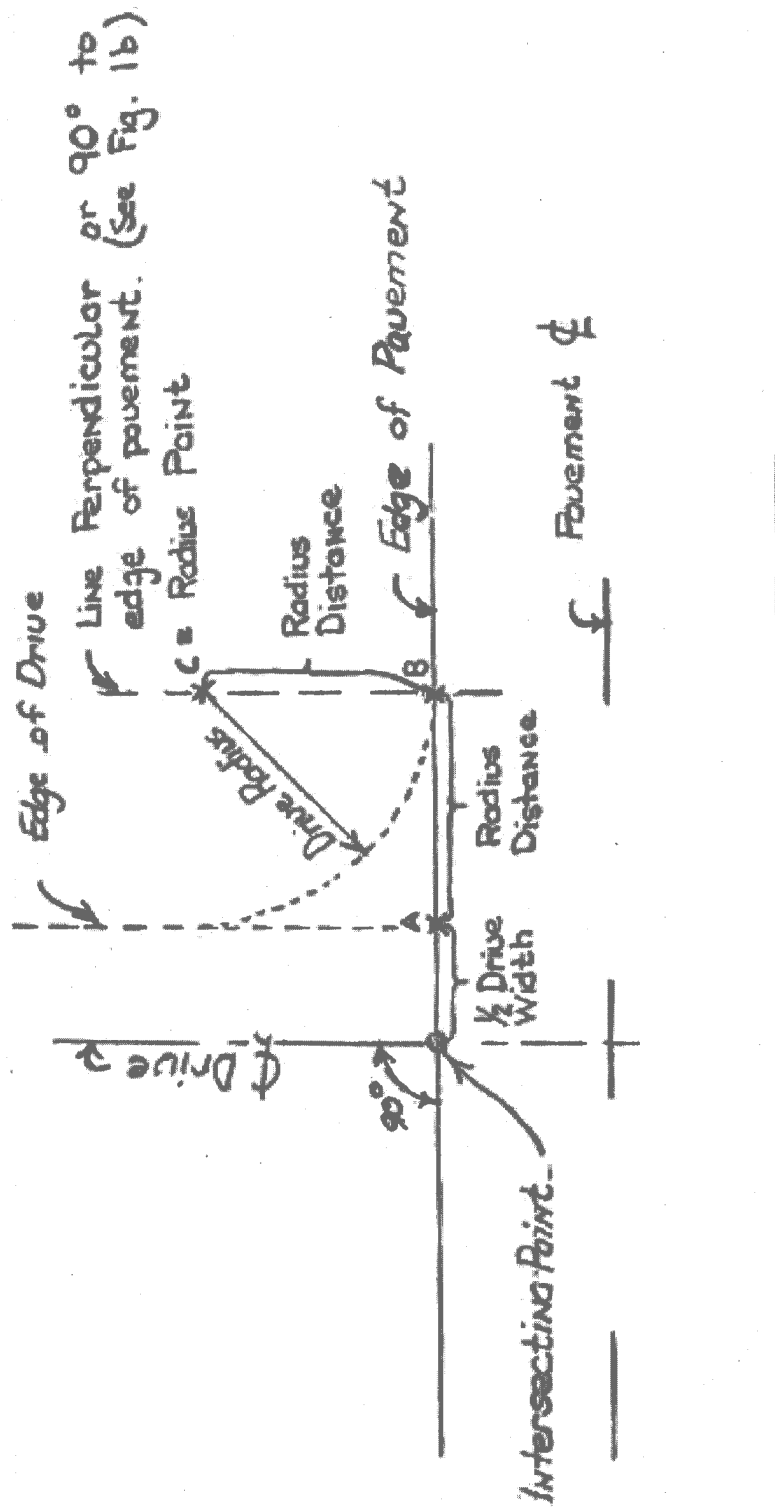 Edge of Drive
Line Perpendicular or 90° to
edge of pavement. (See Fig. 1b)
C = Radius Point
Radius
Distance
Drive Radius
B
Edge of Pavement
A
Radius
Distance
½ Drive
Width
℄ Drive
90°
Pavement ℄
℄
Intersecting Point